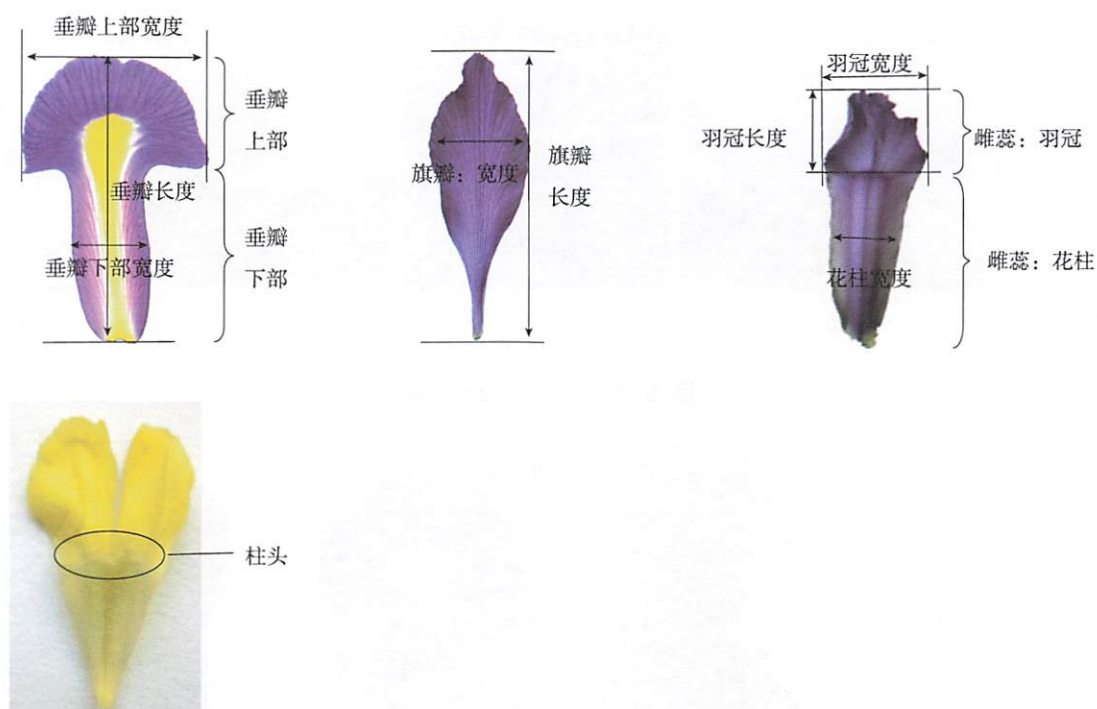 垂瓣上部宽度
垂瓣
上部
垂瓣长度
垂瓣下部宽度
垂瓣
下部
旗瓣：宽度
旗瓣
长度
羽冠宽度
羽冠长度
雌蕊：羽冠
花柱宽度
雌蕊：花柱
柱头